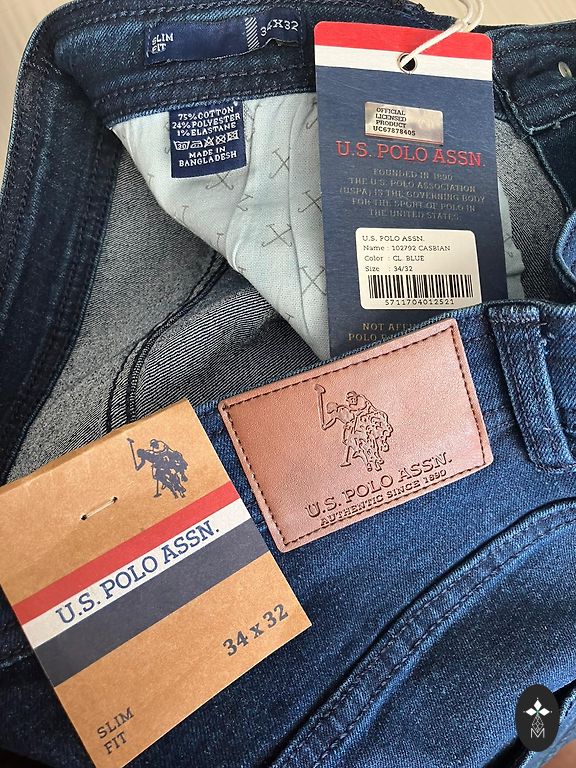 SLIM
FIT
34X32
75%COTTON
24%POLYESTER
1%ELASTANE
MADE IN
BANGLADESH
OFFICIAL
LICENSED
PRODUCT
UC67878405
U.S. POLO ASSN.
FOUNDED IN 1890
THE U.S. POLO ASSOCIATION
(USPA) IS THE GOVERNING BODY
FOR THE SPORT OF POLO IN
THE UNITED STATES.
U.S. POLO ASSN.
Name : 102792 CASBIAN
Color : CL. BLUE
Size : 34/32
5711704012521
U.S. POLO ASSN.
AUTHENTIC SINCE 1890
U.S. POLO ASSN.
34 x 32
SLIM
FIT
M